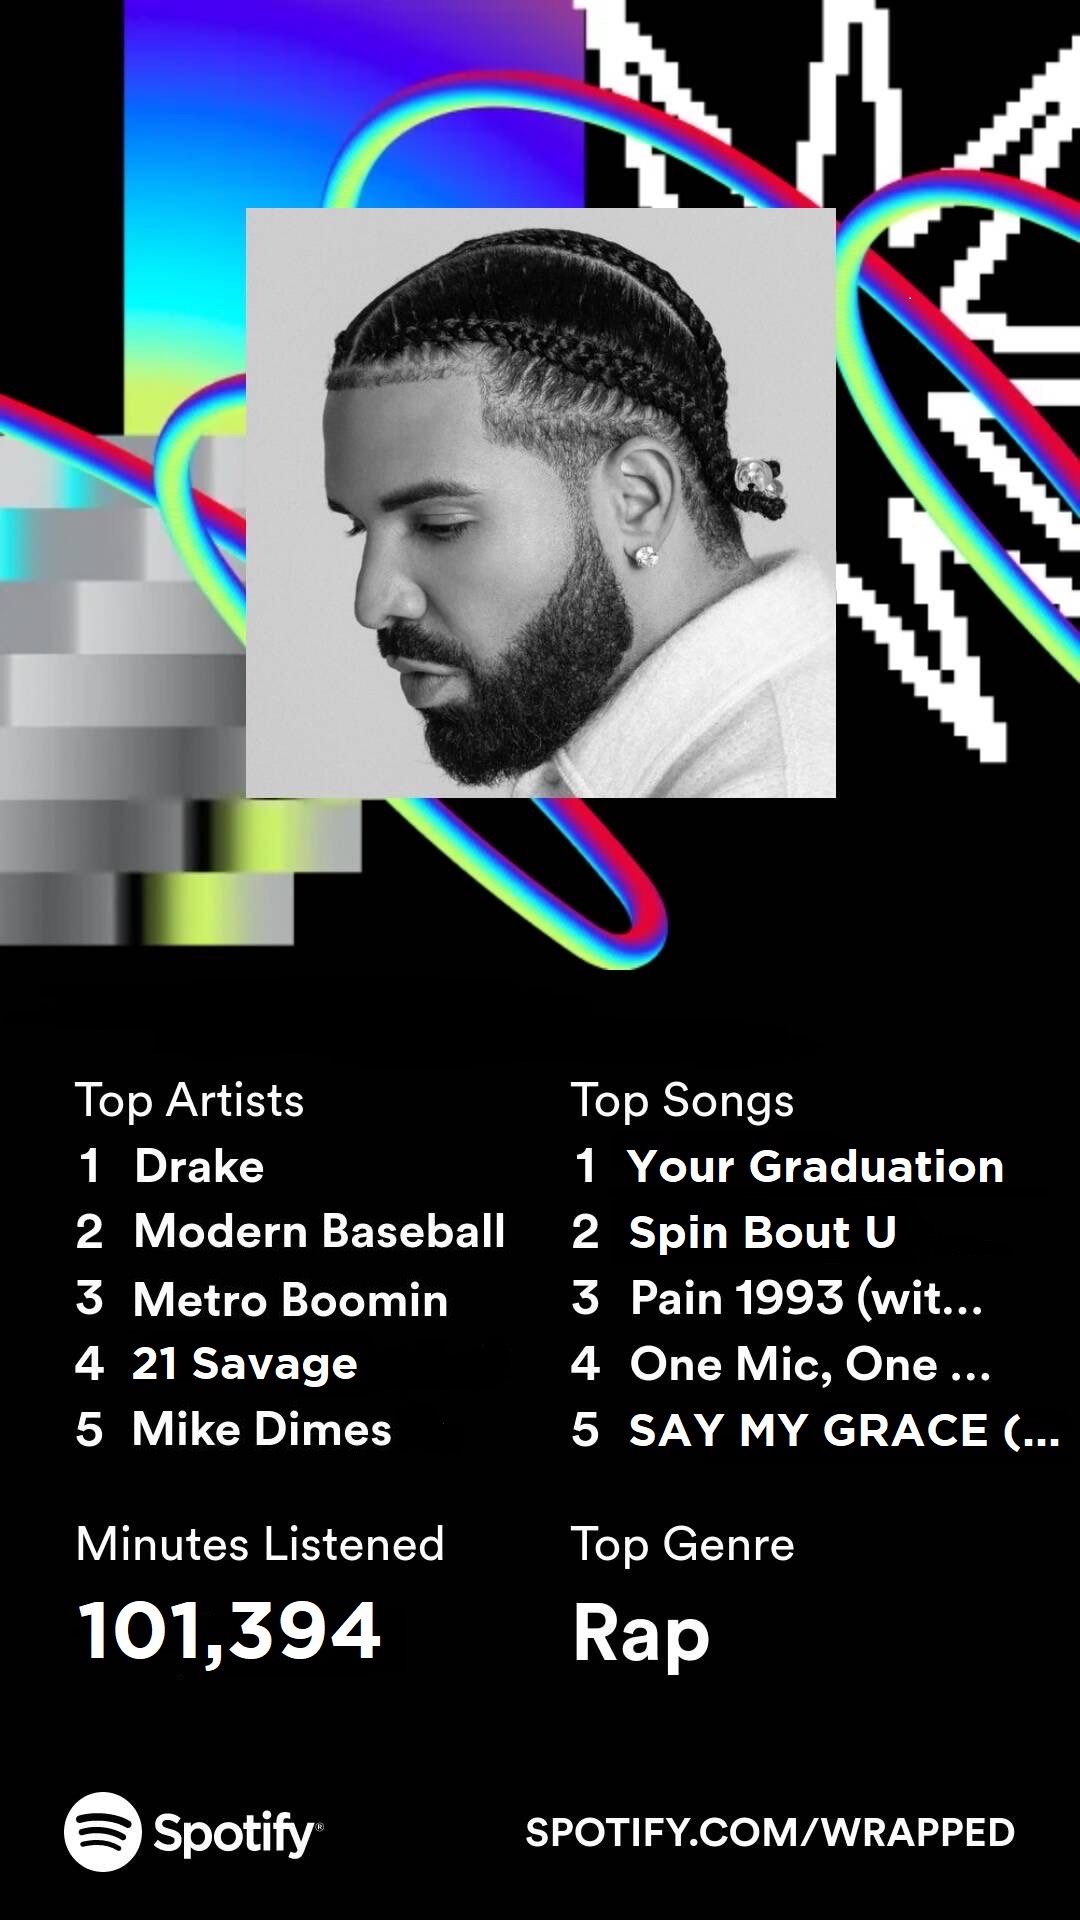 Top Artists
1 Drake
2 Modern Baseball
3 Metro Boomin
4 21 Savage
5 Mike Dimes
Top Songs
1 Your Graduation
2 Spin Bout U
3 Pain 1993 (wit...
4 One Mic, One ...
5 SAY MY GRACE (...
Minutes Listened
101,394
Top Genre
Rap
Spotify®
SPOTIFY.COM/WRAPPED